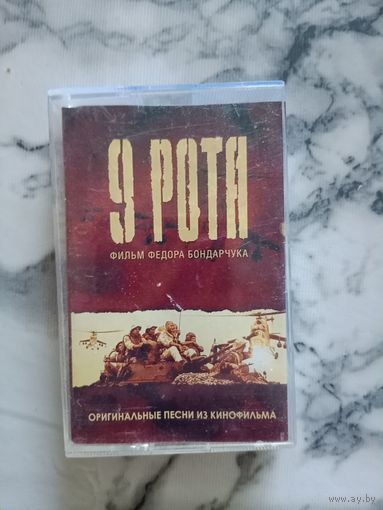 9 РОТА
ФИЛЬМ ФЕДОРА БОНДАРЧУКА
ОРИГИНАЛЬНЫЕ ПЕСНИ ИЗ КИНОФИЛЬМА
www.ay.by